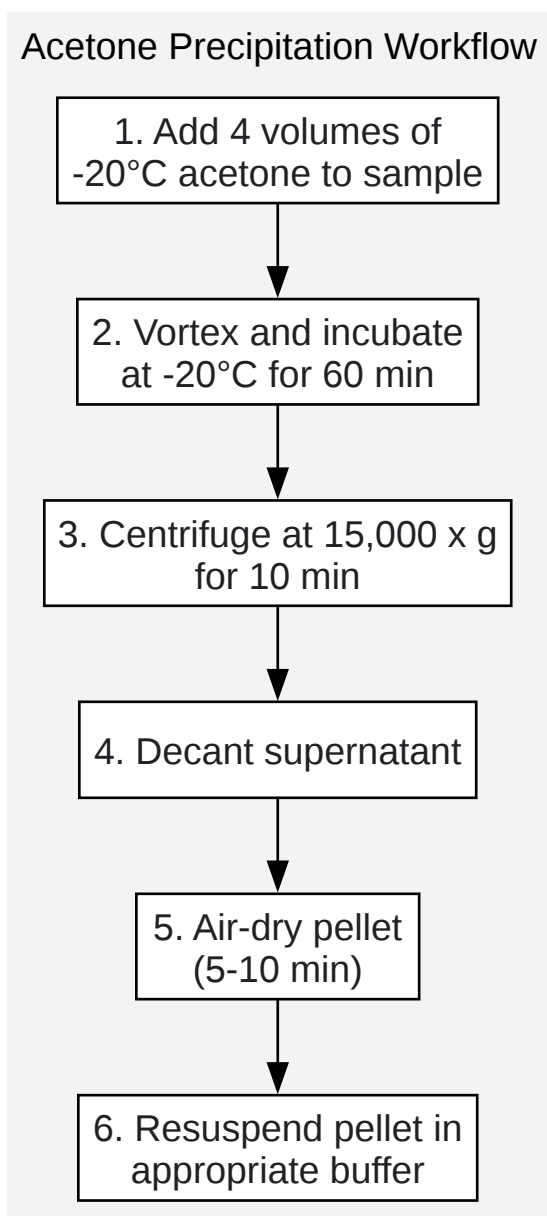 Acetone Precipitation Workflow
1. Add 4 volumes of
-20°C acetone to sample
2. Vortex and incubate
at -20°C for 60 min
3. Centrifuge at 15,000 x g
for 10 min
4. Decant supernatant
5. Air-dry pellet
(5-10 min)
6. Resuspend pellet in
appropriate buffer